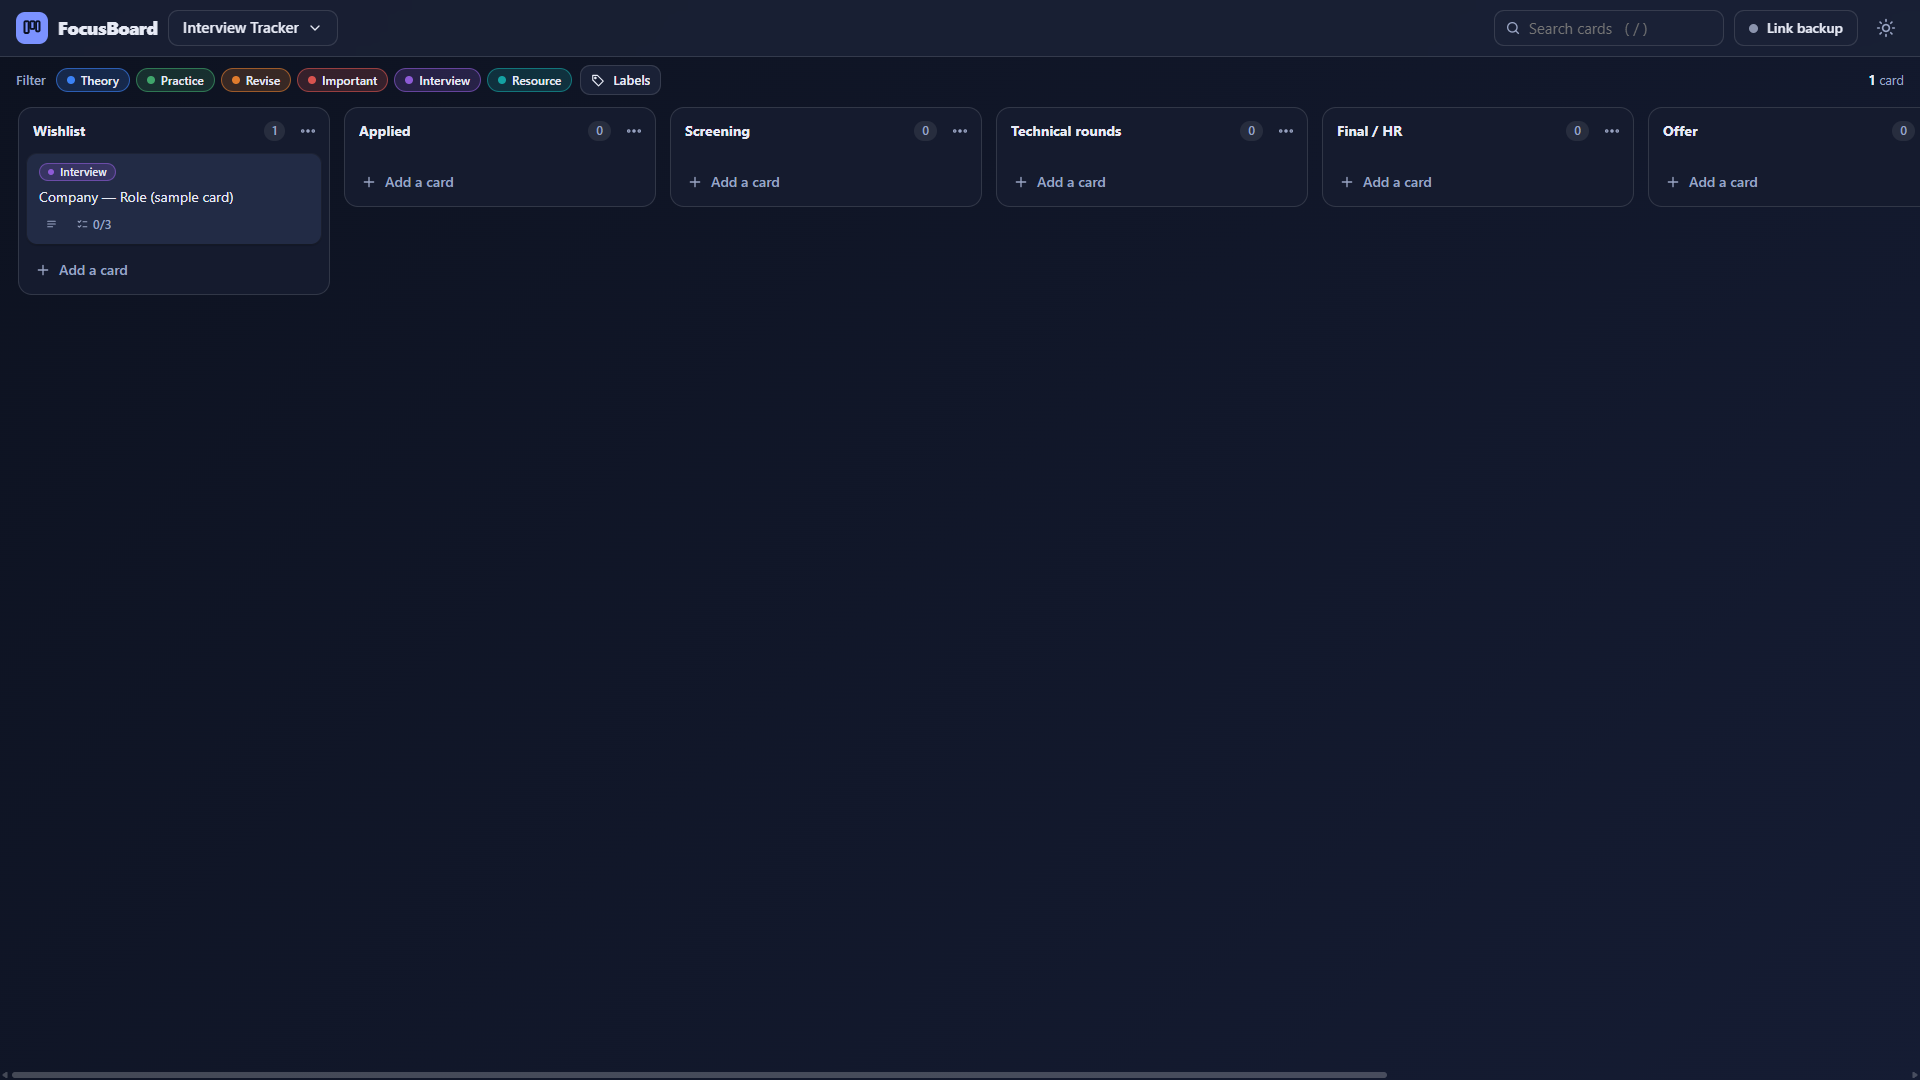 FocusBoard
Interview Tracker
Search cards ( / )
Link backup
Filter
Theory
Practice
Revise
Important
Interview
Resource
Labels
1 card
Wishlist 1
Interview
Company — Role (sample card)
0/3
+ Add a card
Applied 0
+ Add a card
Screening 0
+ Add a card
Technical rounds 0
+ Add a card
Final / HR 0
+ Add a card
Offer 0
+ Add a card